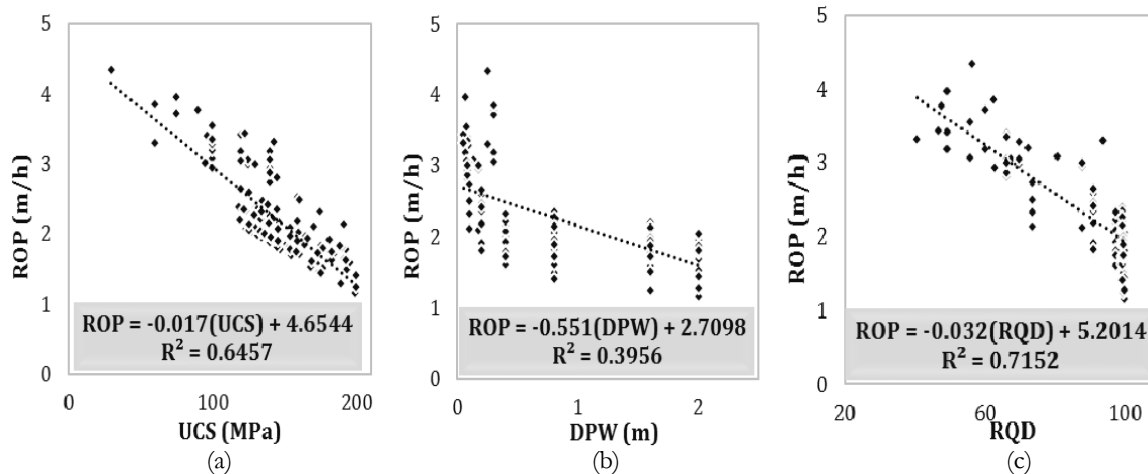 5
4
3
2
1
0
ROP (m/h)
ROP = -0.017(UCS) + 4.6544
R² = 0.6457
0 100 200
UCS (MPa)
(a)
5
4
3
2
1
0
ROP (m/h)
ROP = -0.551(DPW) + 2.7098
R² = 0.3956
0 1 2
DPW (m)
(b)
5
4
3
2
1
0
ROP (m/h)
ROP = -0.032(RQD) + 5.2014
R² = 0.7152
20 60 100
RQD
(c)